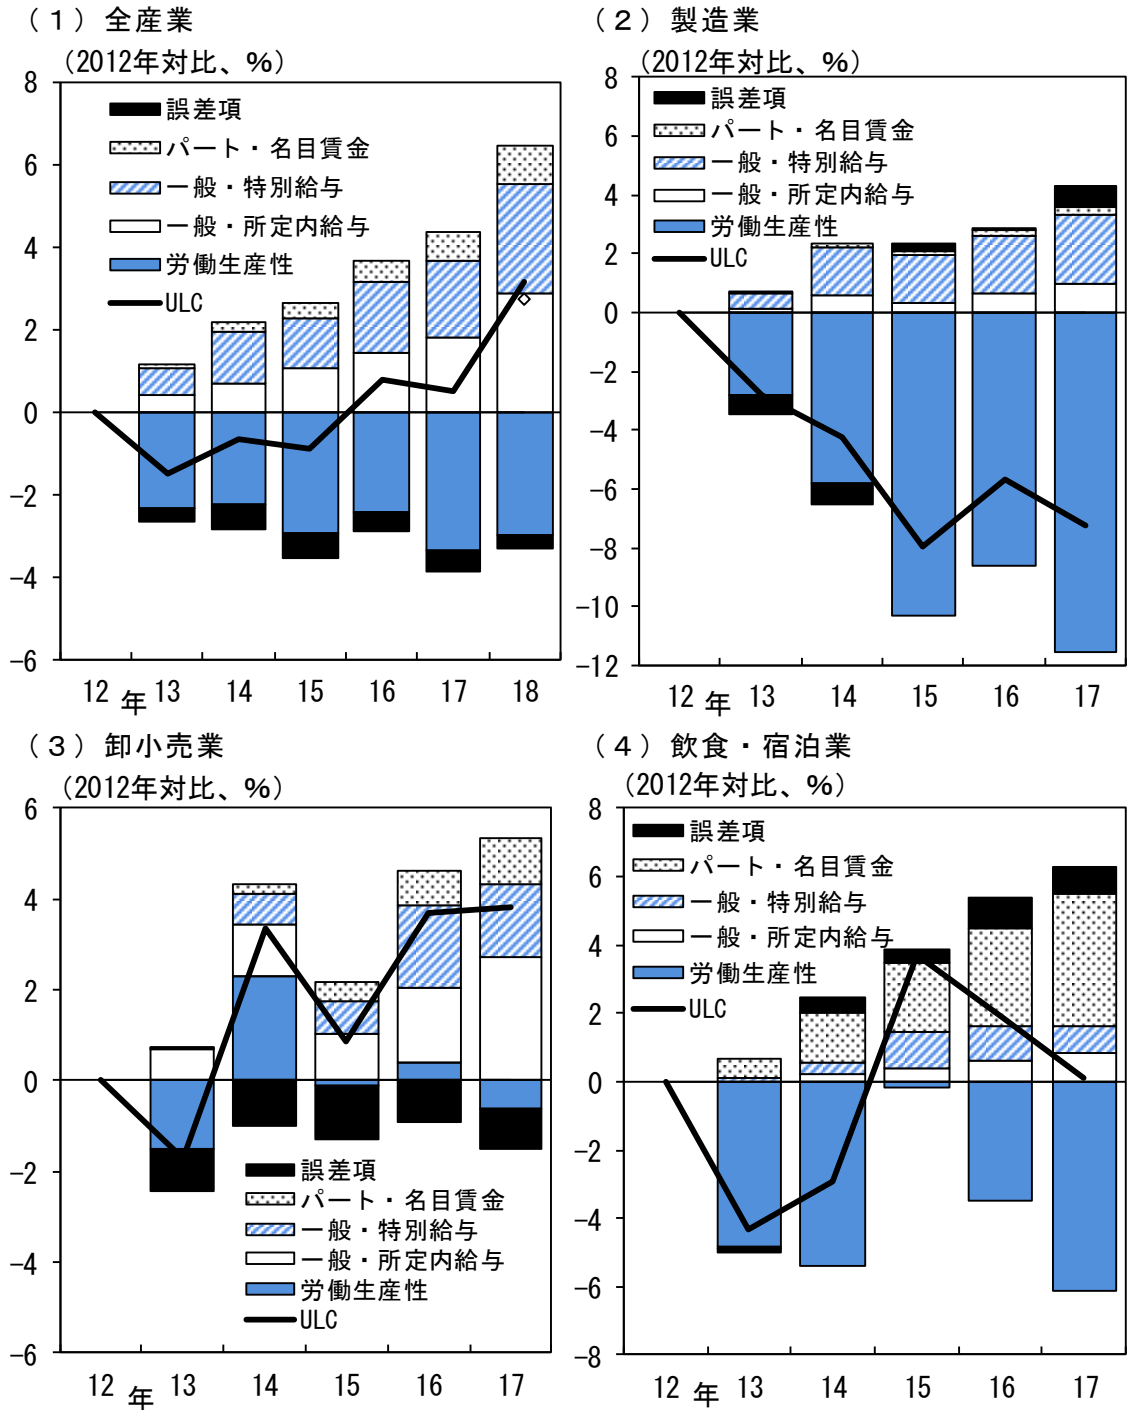 （１）全産業
（2012年対比、％）
8
6
4
2
0
−2
−4
−6
誤差項
パート・名目賃金
一般・特別給与
一般・所定内給与
労働生産性
ULC
12 年 13 14 15 16 17 18
（２）製造業
（2012年対比、％）
8
6
4
2
0
−2
−4
−6
−8
−10
−12
誤差項
パート・名目賃金
一般・特別給与
一般・所定内給与
労働生産性
ULC
12 年 13 14 15 16 17
（３）卸小売業
（2012年対比、％）
6
4
2
0
−2
−4
−6
誤差項
パート・名目賃金
一般・特別給与
一般・所定内給与
労働生産性
ULC
12 年 13 14 15 16 17
（４）飲食・宿泊業
（2012年対比、％）
8
6
4
2
0
−2
−4
−6
−8
誤差項
パート・名目賃金
一般・特別給与
一般・所定内給与
労働生産性
ULC
12 年 13 14 15 16 17